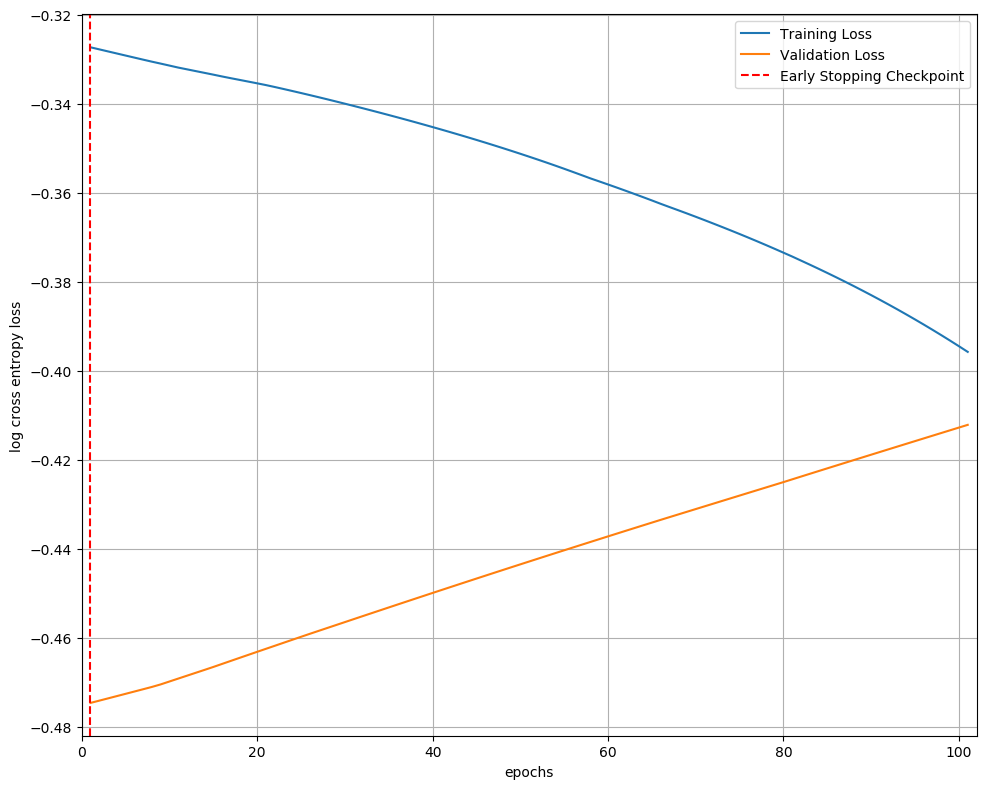 Training Loss
Validation Loss
Early Stopping Checkpoint
−0.32
−0.34
−0.36
−0.38
−0.40
−0.42
−0.44
−0.46
−0.48
log cross entropy loss
0 20 40 60 80 100
epochs